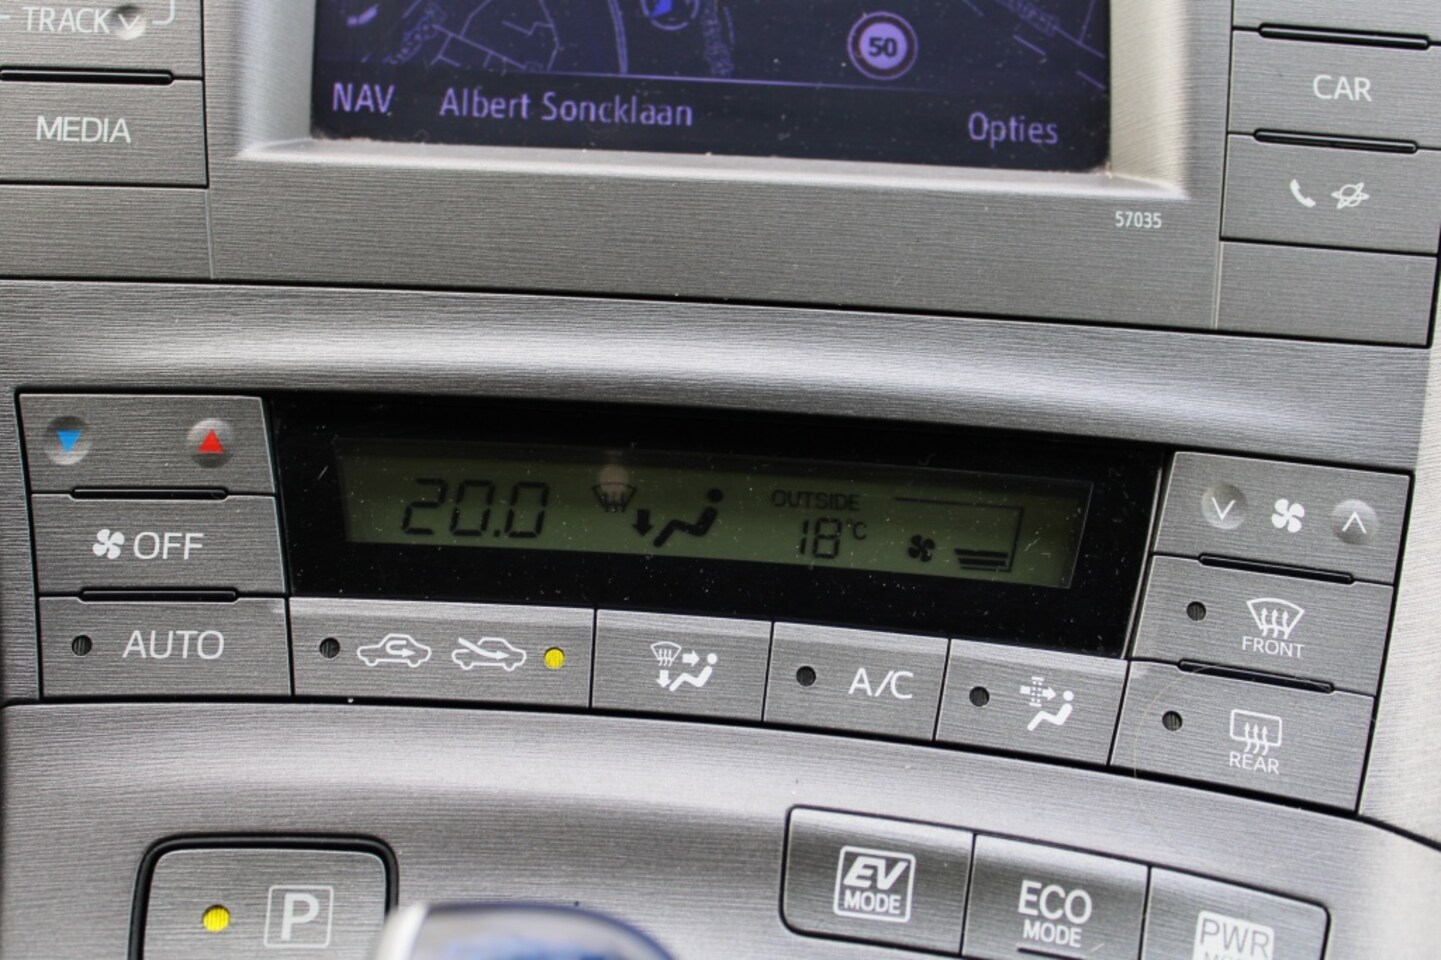 TRACK
MEDIA
50
NAV
Albert Soncklaan
Opties
CAR
57035
OFF
AUTO
20.0
OUTSIDE
18°C
A/C
FRONT
REAR
P
EV
MODE
ECO
MODE
PWR